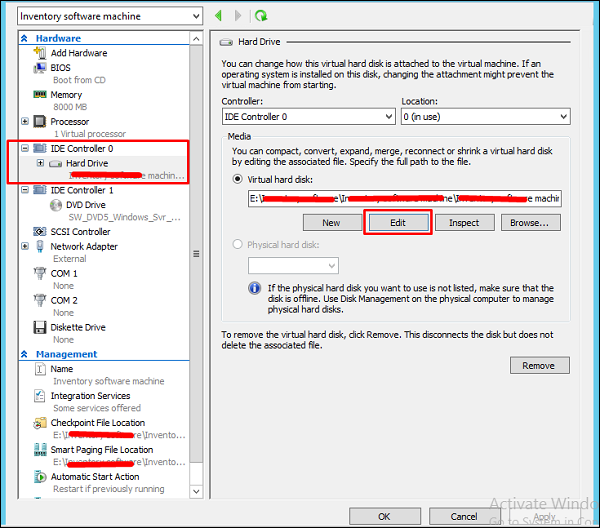 Inventory software machine
Hardware
Add Hardware
BIOS
Boot from CD
Memory
8000 MB
Processor
1 Virtual processor
IDE Controller 0
Hard Drive
machin...
IDE Controller 1
DVD Drive
SW_DVD5_Windows_Svr_...
SCSI Controller
Network Adapter
External
COM 1
None
COM 2
None
Diskette Drive
None
Management
Name
Inventory software machine
Integration Services
Some services offered
Checkpoint File Location
E:\Inventory software\Invento...
Smart Paging File Location
E:\Inventory software\Invento...
Automatic Start Action
Restart if previously running
Hard Drive
You can change how this virtual hard disk is attached to the virtual machine. If an
operating system is installed on this disk, changing the attachment might prevent the
virtual machine from starting.
Controller: Location:
IDE Controller 0 0 (in use)
Media
You can compact, convert, expand, merge, reconnect or shrink a virtual hard disk
by editing the associated file. Specify the full path to the file.
Virtual hard disk:
E:\Inventory software\Inventory software machine\Inventory software machin
New Edit Inspect Browse...
Physical hard disk:
If the physical hard disk you want to use is not listed, make sure that the
disk is offline. Use Disk Management on the physical computer to manage
physical hard disks.
To remove the virtual hard disk, click Remove. This disconnects the disk but does not
delete the associated file.
Remove
Activate Windo
Go to System in Co
OK Cancel Apply